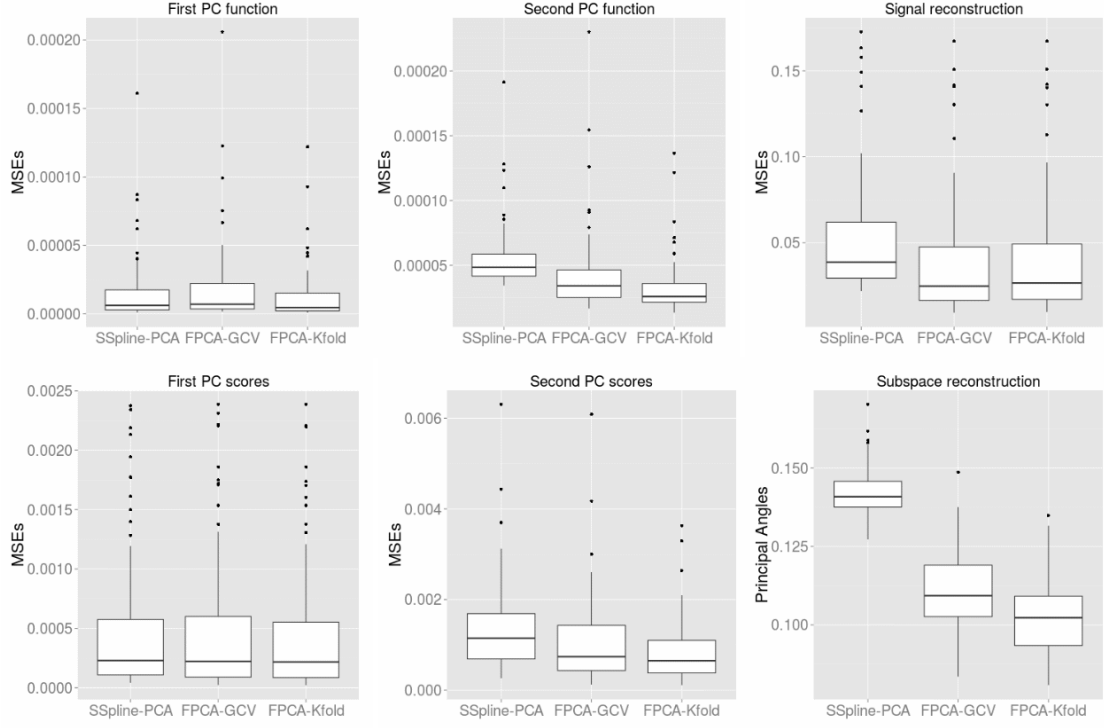 First PC function
0.00020
0.00015
0.00010
0.00005
0.00000
MSEs
SSpline-PCA FPCA-GCV FPCA-Kfold
Second PC function
0.00020
0.00015
0.00010
0.00005
MSEs
SSpline-PCA FPCA-GCV FPCA-Kfold
Signal reconstruction
0.15
0.10
0.05
MSEs
SSpline-PCA FPCA-GCV FPCA-Kfold
First PC scores
0.0025
0.0020
0.0015
0.0010
0.0005
0.0000
MSEs
SSpline-PCA FPCA-GCV FPCA-Kfold
Second PC scores
0.006
0.004
0.002
0.000
MSEs
SSpline-PCA FPCA-GCV FPCA-Kfold
Subspace reconstruction
0.150
0.125
0.100
Principal Angles
SSpline-PCA FPCA-GCV FPCA-Kfold